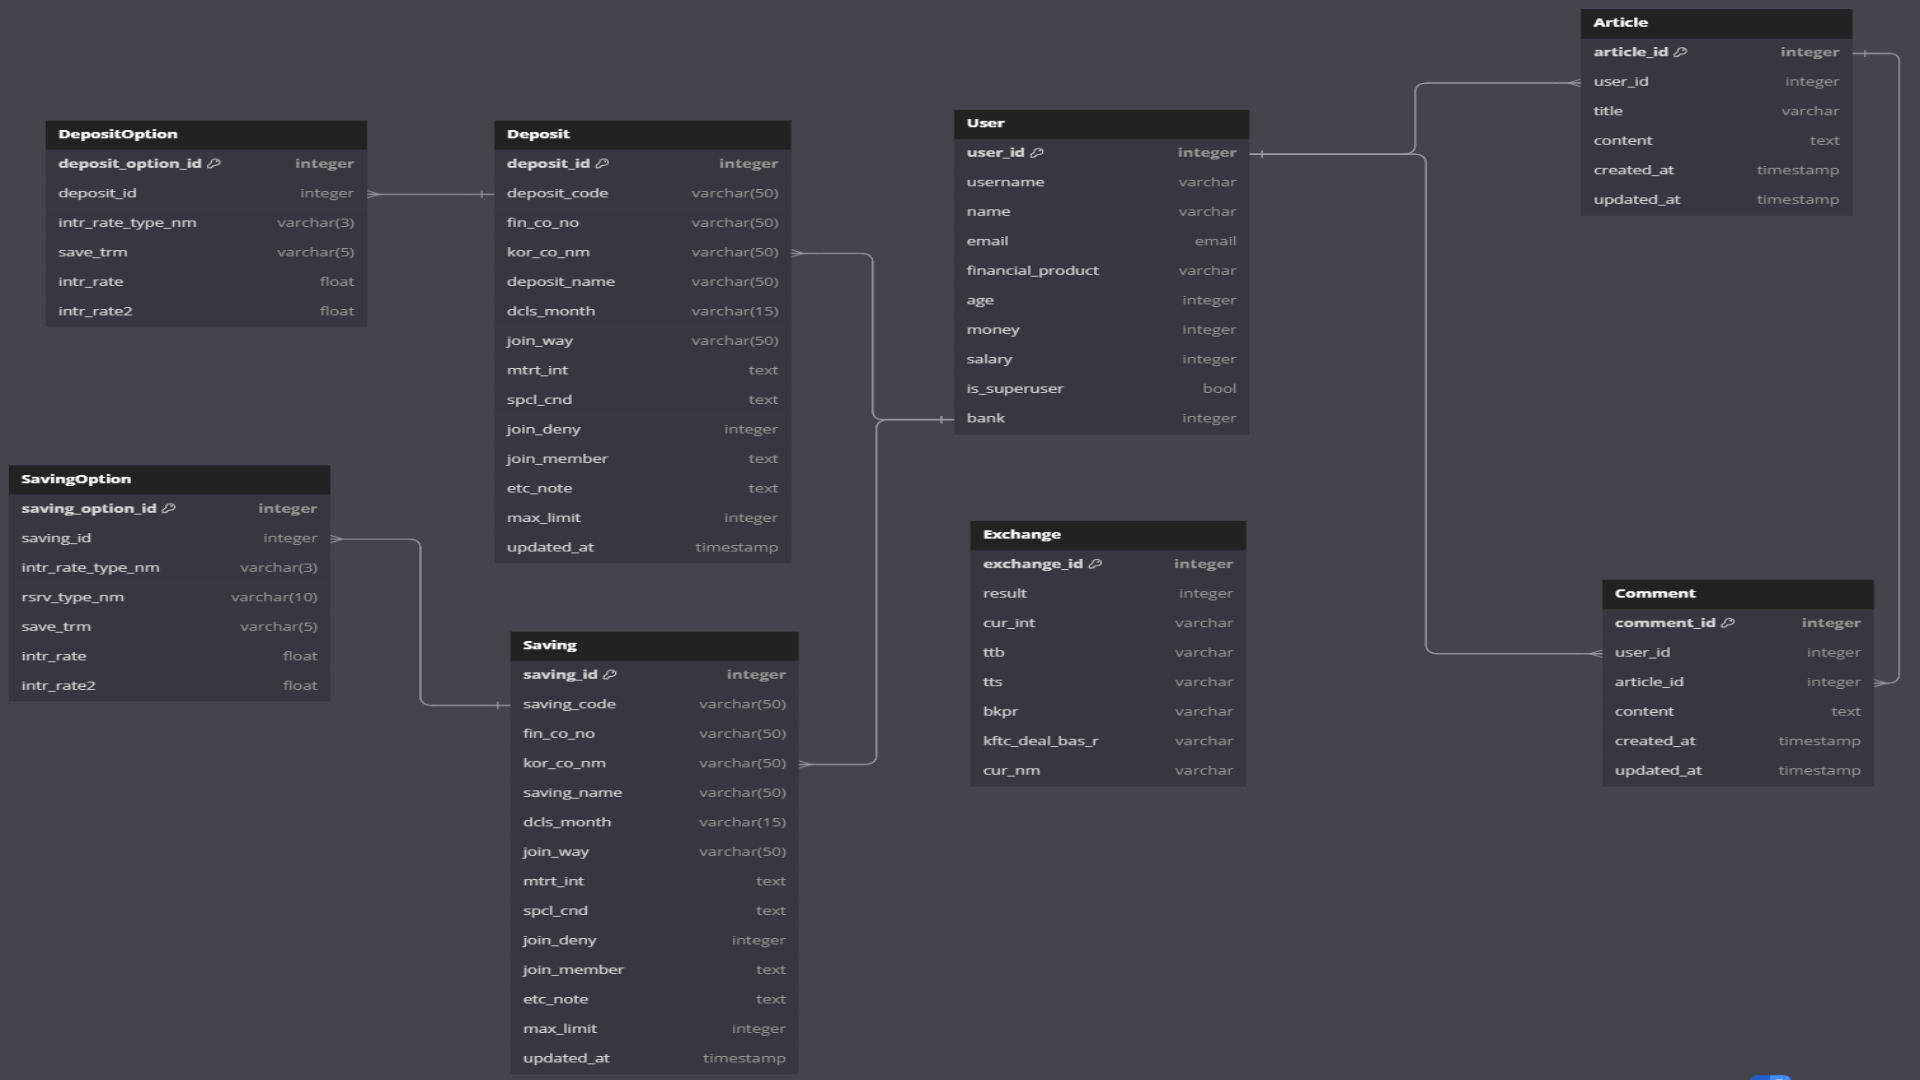 DepositOption
deposit_option_id integer
deposit_id integer
intr_rate_type_nm varchar(3)
save_trm varchar(5)
intr_rate float
intr_rate2 float
SavingOption
saving_option_id integer
saving_id integer
intr_rate_type_nm varchar(3)
rsrv_type_nm varchar(10)
save_trm varchar(5)
intr_rate float
intr_rate2 float
Deposit
deposit_id integer
deposit_code varchar(50)
fin_co_no varchar(50)
kor_co_nm varchar(50)
deposit_name varchar(50)
dcls_month varchar(15)
join_way varchar(50)
mtrt_int text
spcl_cnd text
join_deny integer
join_member text
etc_note text
max_limit integer
updated_at timestamp
Saving
saving_id integer
saving_code varchar(50)
fin_co_no varchar(50)
kor_co_nm varchar(50)
saving_name varchar(50)
dcls_month varchar(15)
join_way varchar(50)
mtrt_int text
spcl_cnd text
join_deny integer
join_member text
etc_note text
max_limit integer
updated_at timestamp
User
user_id integer
username varchar
name varchar
email email
financial_product varchar
age integer
money integer
salary integer
is_superuser bool
bank integer
Exchange
exchange_id integer
result integer
cur_int varchar
ttb varchar
tts varchar
bkpr varchar
kftc_deal_bas_r varchar
cur_nm varchar
Article
article_id integer
user_id integer
title varchar
content text
created_at timestamp
updated_at timestamp
Comment
comment_id integer
user_id integer
article_id integer
content text
created_at timestamp
updated_at timestamp